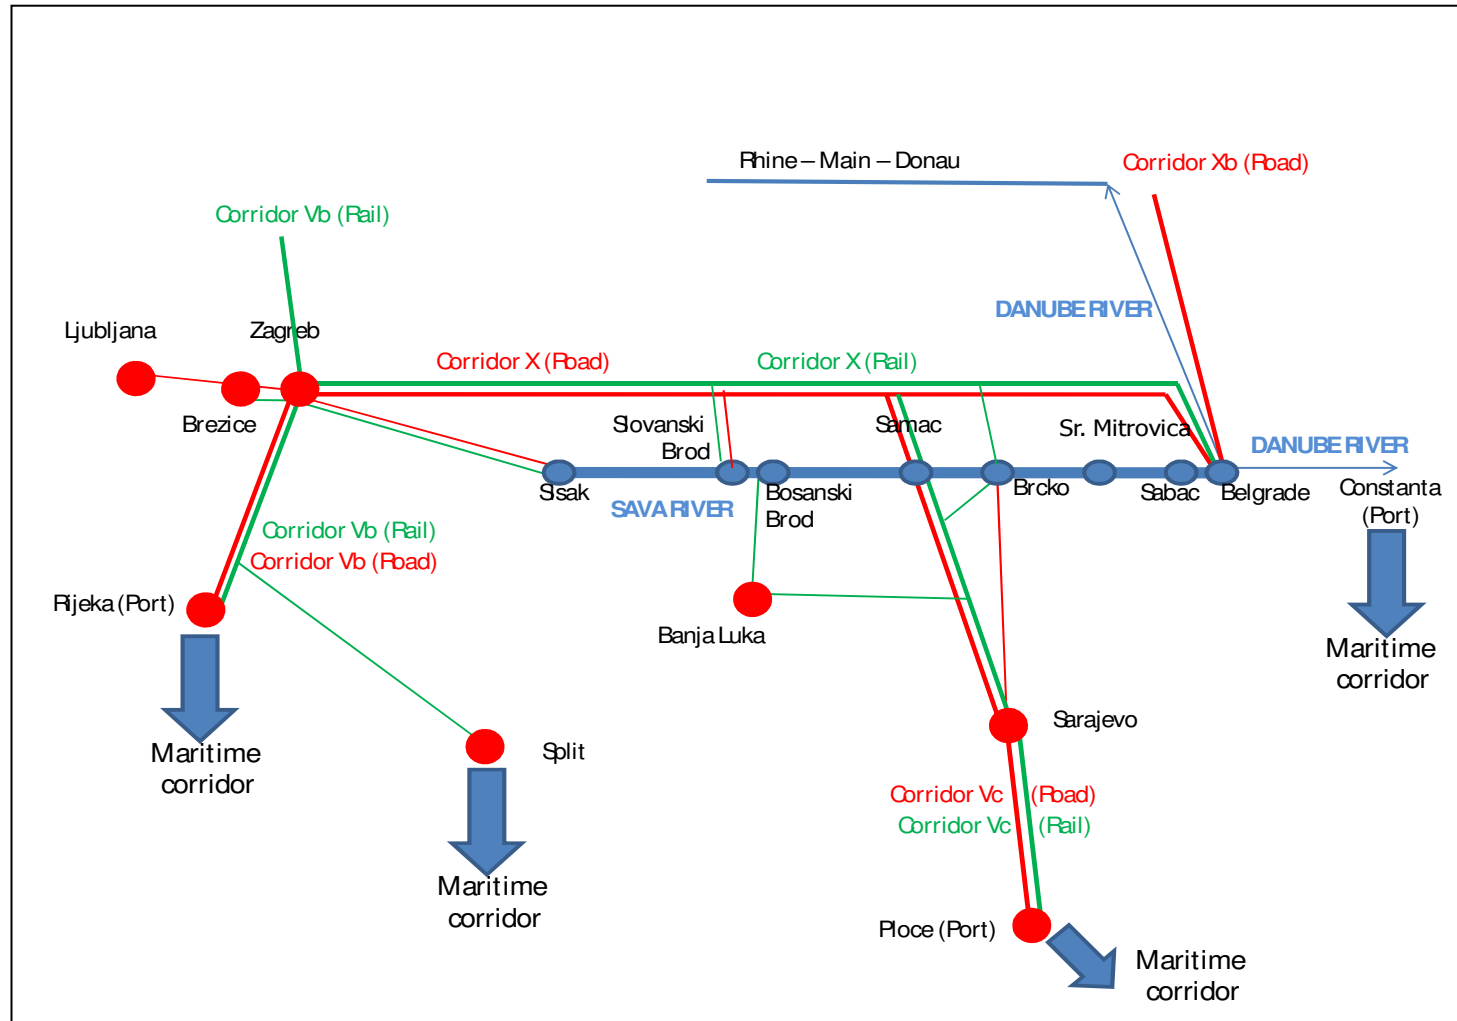 Rhine – Main – Donau
Corridor Xb (Road)
Corridor Vb (Rail)
DANUBE RIVER
Ljubljana
Zagreb
Corridor X (Road)
Corridor X (Rail)
Brezice
Slovanski
Brod
Samac
Sr. Mitrovica
DANUBE RIVER
Sisak
SAVA RIVER
Bosanski
Brod
Brcko
Sabac
Belgrade
Constanta
(Port)
Corridor Vb (Rail)
Corridor Vb (Road)
Rijeka (Port)
Banja Luka
Maritime
corridor
Sarajevo
Maritime
corridor
Split
Corridor Vc (Road)
Corridor Vc (Rail)
Maritime
corridor
Ploce (Port)
Maritime
corridor